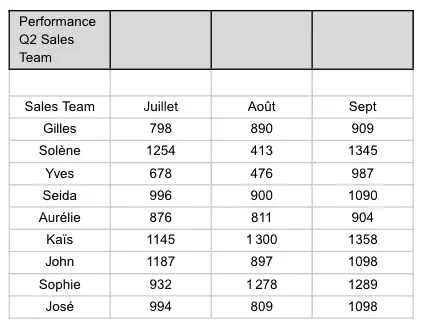 Performance
Q2 Sales
Team
Sales Team Juillet Août Sept
Gilles 798 890 909
Solène 1254 413 1345
Yves 678 476 987
Seida 996 900 1090
Aurélie 876 811 904
Kaïs 1145 1 300 1358
John 1187 897 1098
Sophie 932 1 278 1289
José 994 809 1098